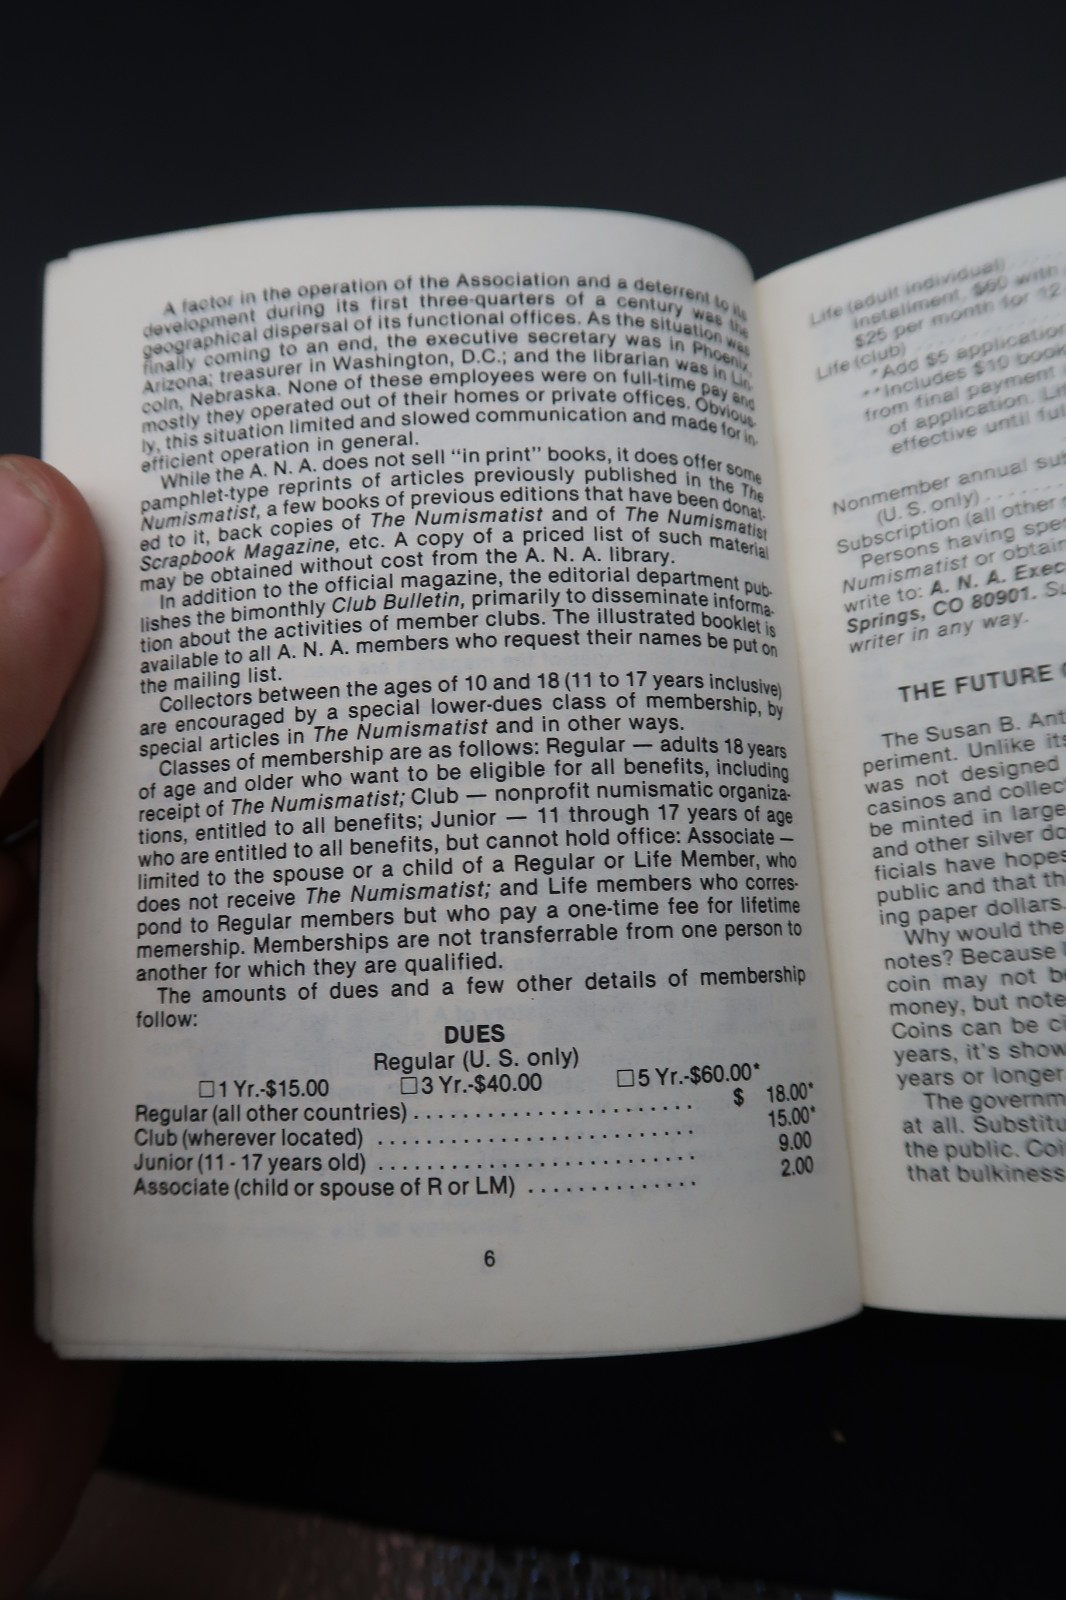 A factor in the operation of the Association and a deterrent to its
development during its first three-quarters of a century was the
geographical dispersal of its functional offices. As the situation was
finally coming to an end, the executive secretary was in Phoenix,
Arizona; treasurer in Washington, D.C.; and the librarian was in Lin-
coln, Nebraska. None of these employees were on full-time pay and
mostly they operated out of their homes or private offices. Obvious-
ly, this situation limited and slowed communication and made for in-
efficient operation in general.
While the A. N. A. does not sell "in print" books, it does offer some
pamphlet-type reprints of articles previously published in the The
Numismatist, a few books of previous editions that have been donat-
ed to it, back copies of The Numismatist and of The Numismatist
Scrapbook Magazine, etc. A copy of a priced list of such material
may be obtained without cost from the A. N. A. library.
In addition to the official magazine, the editorial department pub-
lishes the bimonthly Club Bulletin, primarily to disseminate informa-
tion about the activities of member clubs. The illustrated booklet is
available to all A. N. A. members who request their names be put on
the mailing list.
Collectors between the ages of 10 and 18 (11 to 17 years inclusive)
are encouraged by a special lower-dues class of membership, by
special articles in The Numismatist and in other ways.
Classes of membership are as follows: Regular — adults 18 years
of age and older who want to be eligible for all benefits, including
receipt of The Numismatist; Club — nonprofit numismatic organiza-
tions, entitled to all benefits; Junior — 11 through 17 years of age
who are entitled to all benefits, but cannot hold office: Associate —
limited to the spouse or a child of a Regular or Life Member, who
does not receive The Numismatist; and Life members who corres-
pond to Regular members but who pay a one-time fee for lifetime
memership. Memberships are not transferrable from one person to
another for which they are qualified.
The amounts of dues and a few other details of membership
follow:
DUES
Regular (U. S. only)
☐1 Yr.-$15.00 ☐3 Yr.-$40.00 ☐5 Yr.-$60.00*
Regular (all other countries) . . . . . . . . . . . . . . . . . . . . . . . . . $ 18.00*
Club (wherever located) . . . . . . . . . . . . . . . . . . . . . . . . . . . . 15.00*
Junior (11 - 17 years old) . . . . . . . . . . . . . . . . . . . . . . . . . . . 9.00
Associate (child or spouse of R or LM) . . . . . . . . . . . . . . . 2.00
6
Life (adult individual)
installment, $60 with
$25 per month for 12
Life (club)
*Add $5 application
**Includes $10 book
from final payment
of application. Li
effective until ful
Nonmember annual sub
(U. S. only) . . . . . . .
Subscription (all other
Persons having spe
Numismatist or obtain
write to: A. N. A. Exec
Springs, CO 80901. Su
writer in any way.
THE FUTURE
The Susan B. Ant
periment. Unlike its
was not designed
casinos and collect
be minted in large
and other silver do
ficials have hopes
public and that th
ing paper dollars.
Why would the
notes? Because
coin may not be
money, but note
Coins can be ci
years, it's show
years or longer.
The governm
at all. Substitu
the public. Coi
that bulkiness